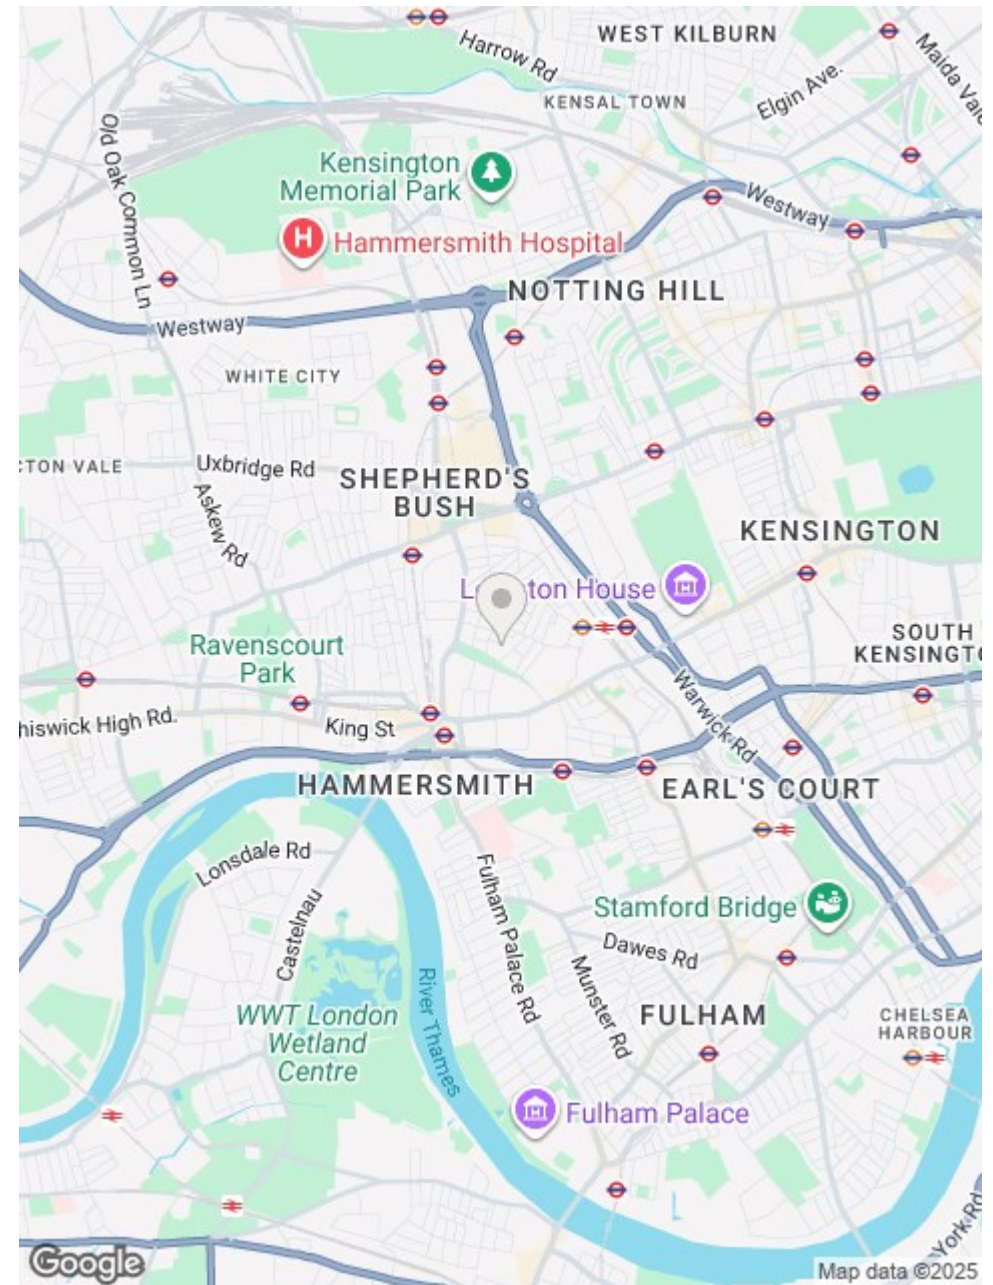 WEST KILBURN
Harrow Rd
Maida Vale
Elgin Ave.
KENSAL TOWN
Old Oak Common Ln
Kensington
Memorial Park
Westway
H
Hammersmith Hospital
NOTTING HILL
Westway
WHITE CITY
CTON VALE
Uxbridge Rd
SHEPHERD'S
BUSH
Askew Rd
KENSINGTON
L ton House
Ravenscourt
Park
SOUTH
KENSINGTO
hiswick High Rd.
King St
Warwick Rd
HAMMERSMITH
EARL'S COURT
Lonsdale Rd
Castelnau
Fulham Palace Rd
Stamford Bridge
Dawes Rd
Munster Rd
River Thames
WWT London
Wetland
Centre
FULHAM
CHELSEA
HARBOUR
Fulham Palace
York Rd
Google
Map data ©2025